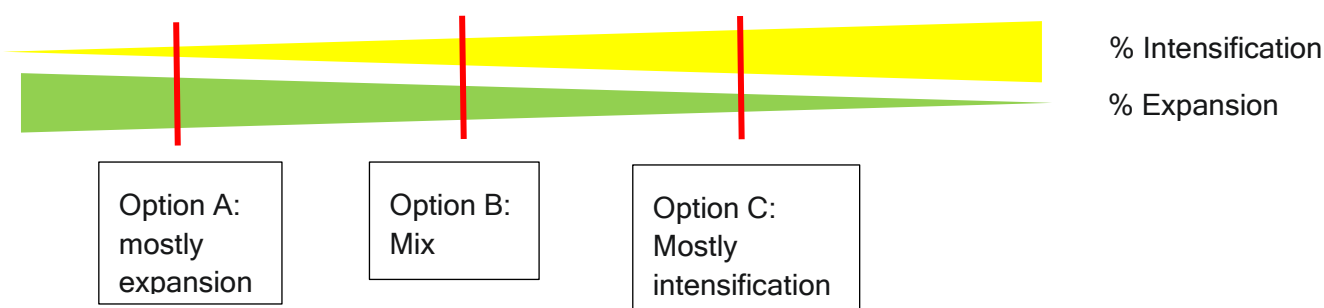 % Intensification
% Expansion
Option A:
mostly
expansion
Option B:
Mix
Option C:
Mostly
intensification